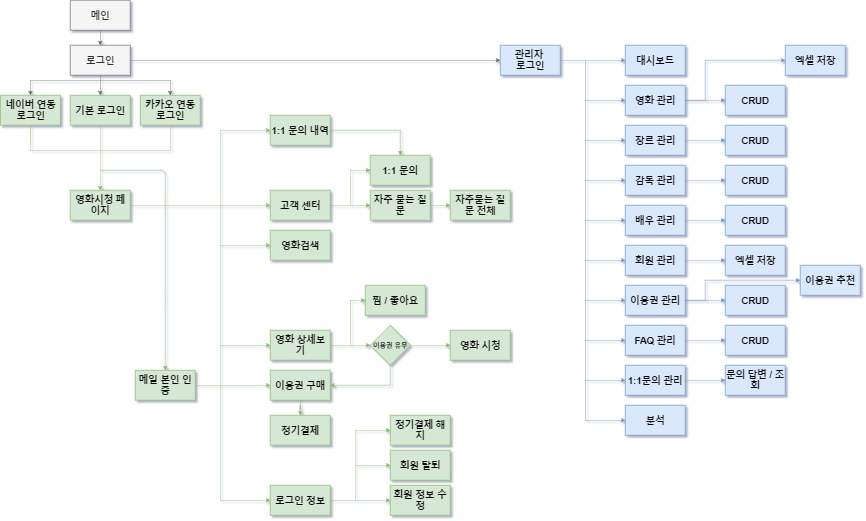 메인
로그인
네이버 연동
로그인
기본 로그인
카카오 연동
로그인
영화시청 페
이지
메일 본인 인
증
1:1 문의 내역
1:1 문의
고객 센터
자주 묻는 질
문
자주묻는 질
문 전체
영화검색
찜 / 좋아요
영화 상세보
기
이용권 유무
영화 시청
이용권 구매
정기결제
정기결제 해
지
회원 탈퇴
로그인 정보
회원 정보 수
정
관리자
로그인
대시보드
엑셀 저장
영화 관리
CRUD
장르 관리
CRUD
감독 관리
CRUD
배우 관리
CRUD
회원 관리
엑셀 저장
이용권 추천
이용권 관리
CRUD
FAQ 관리
CRUD
1:1문의 관리
문의 답변 / 조
회
분석